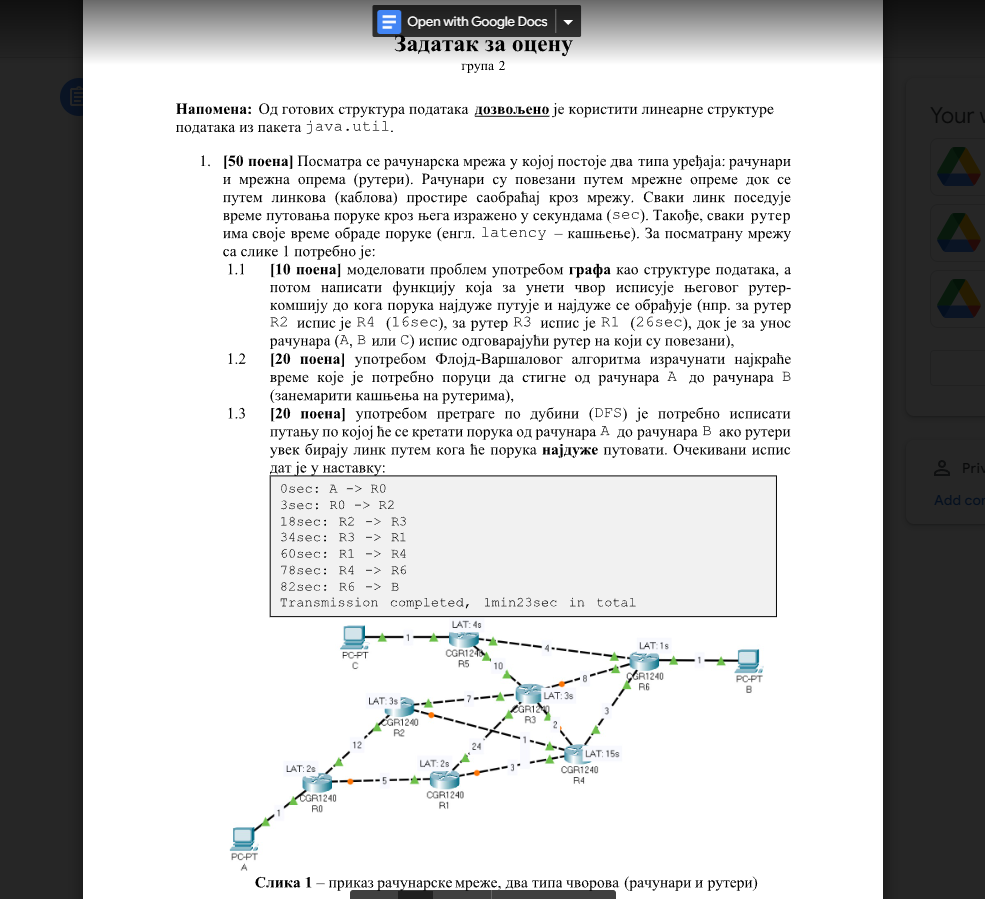 Open with Google Docs
Задатак за оцену
група 2
Напомена: Од готових структура података дозвољено је користити линеарне структуре
података из пакета java.util.
1. [50 поена] Посматра се рачунарска мрежа у којој постоје два типа уређаја: рачунари
и мрежна опрема (рутери). Рачунари су повезани путем мрежне опреме док се
путем линкова (каблова) простире саобраћај кроз мрежу. Сваки линк поседује
време путовања поруке кроз њега изражено у секундама (sec). Такође, сваки рутер
има своје време обраде поруке (енгл. latency – кашњење). За посматрану мрежу
са слике 1 потребно је:
1.1 [10 поена] моделовати проблем употребом графа као структуре података, а
потом написати функцију која за унети чвор исписује његовог рутер-
комшију до кога порука најдуже путује и најдуже се обрађује (нпр. за рутер
R2 испис је R4 (16sec), за рутер R3 испис је R1 (26sec), док је за унос
рачунара (A, B или C) испис одговарајући рутер на који су повезани),
1.2 [20 поена] употребом Флојд-Варшаловог алгоритма израчунати најкраће
време које је потребно поруци да стигне од рачунара A до рачунара B
(занемарити кашњења на рутерима),
1.3 [20 поена] употребом претраге по дубини (DFS) је потребно исписати
путању по којој ће се кретати порука од рачунара A до рачунара B ако рутери
увек бирају линк путем кога ће порука најдуже путовати. Очекивани испис
дат је у наставку:
0sec: A -> R0
3sec: R0 -> R2
18sec: R2 -> R3
34sec: R3 -> R1
60sec: R1 -> R4
78sec: R4 -> R6
82sec: R6 -> B
Transmission completed, 1min23sec in total
LAT: 4s
1
PC-PT
C
CGR1240
R5
4
LAT: 1s
1
CGR1240
R6
PC-PT
B
10
8
LAT: 3s
CGR1240
R2
7
LAT: 3s
CGR1240
R3
2
3
12
24
1
LAT: 15s
CGR1240
R4
LAT: 2s
CGR1240
R0
5
LAT: 2s
CGR1240
R1
3
1
PC-PT
A
Слика 1 – приказ рачунарске мреже, два типа чворова (рачунари и рутери)
Your
Add